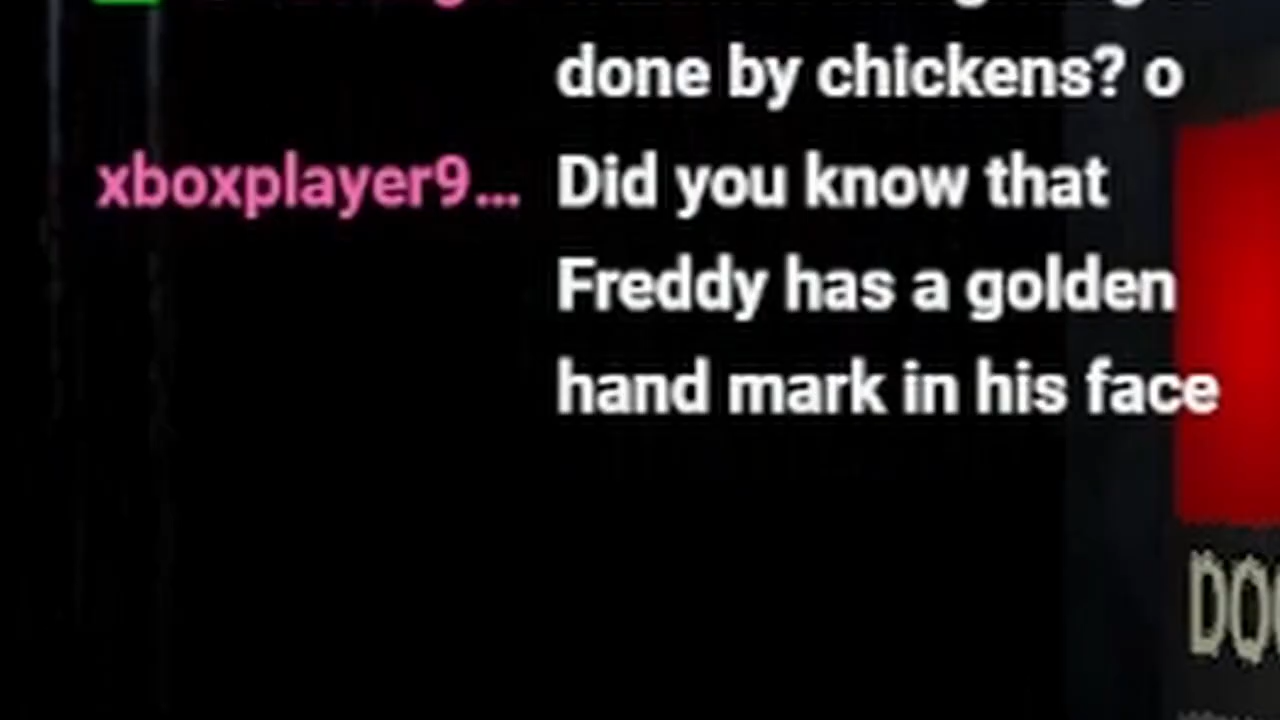 done by chickens? o
xboxplayer9... Did you know that
Freddy has a golden
hand mark in his face